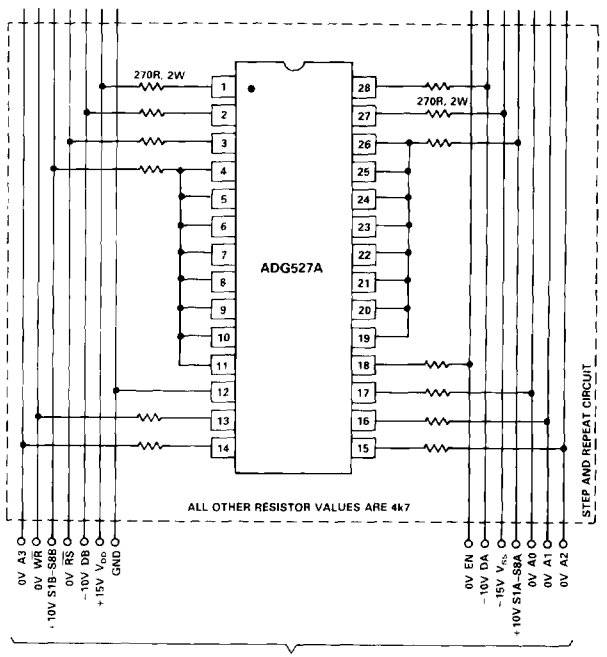 270R, 2W
1
2
3
4
5
6
7
8
9
10
11
12
13
14
ADG527A
28
27
270R, 2W
26
25
24
23
22
21
20
19
18
17
16
15
ALL OTHER RESISTOR VALUES ARE 4k7
STEP AND REPEAT CIRCUIT
0V A3
0V W̅R̅
+10V S1B-S8B
0V R̅S̅
-10V DB
+15V VDD
GND
0V EN
-10V DA
-15V VSS
+10V S1A-S8A
0V A0
0V A1
0V A2